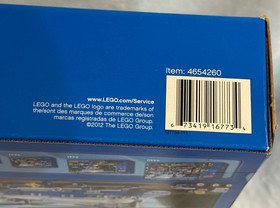 Item: 4654260
www.LEGO.com/Service
LEGO and the LEGO logo are trademarks of
the/sont des marques de commerce de/son
marcas registradas de LEGO Group.
©2012 The LEGO Group.
6 73419 16773 4